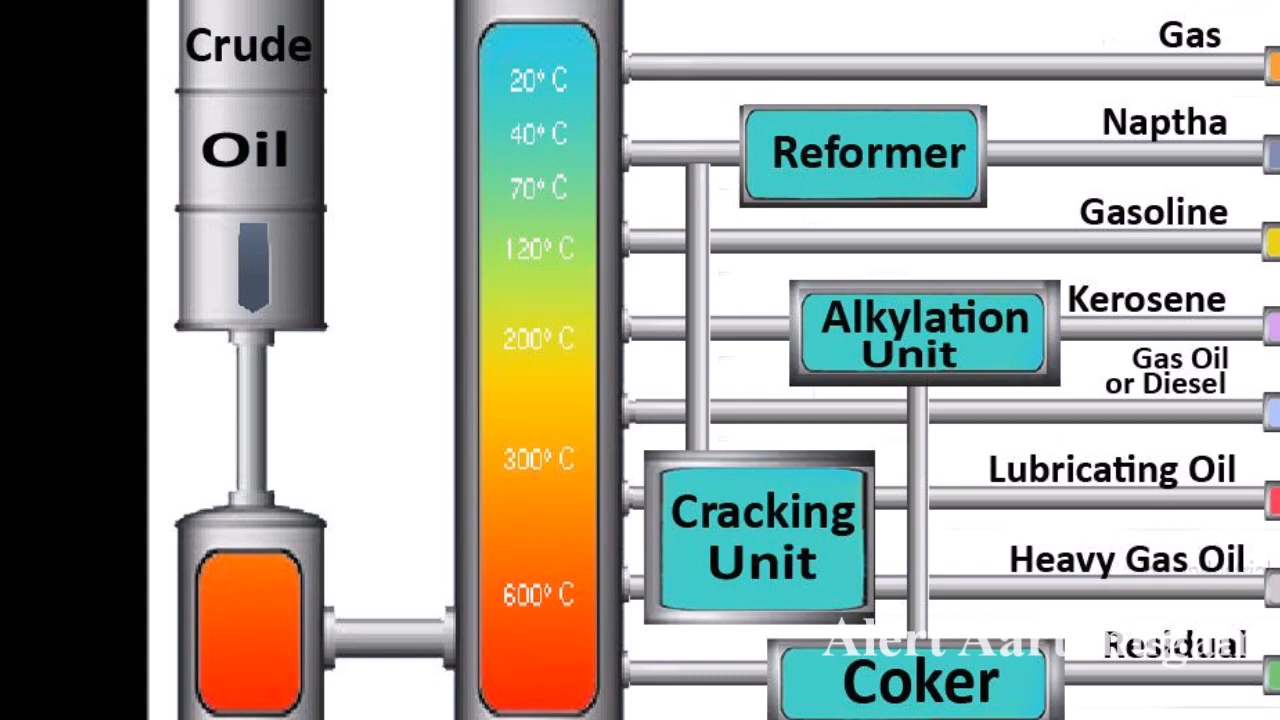 Crude
Oil
20° C
40° C
70° C
120° C
200° C
300° C
600° C
Gas
Reformer
Naptha
Gasoline
Alkylation
Unit
Kerosene
Gas Oil
or Diesel
Cracking
Unit
Lubricating Oil
Heavy Gas Oil
Coker
Residual
Alert